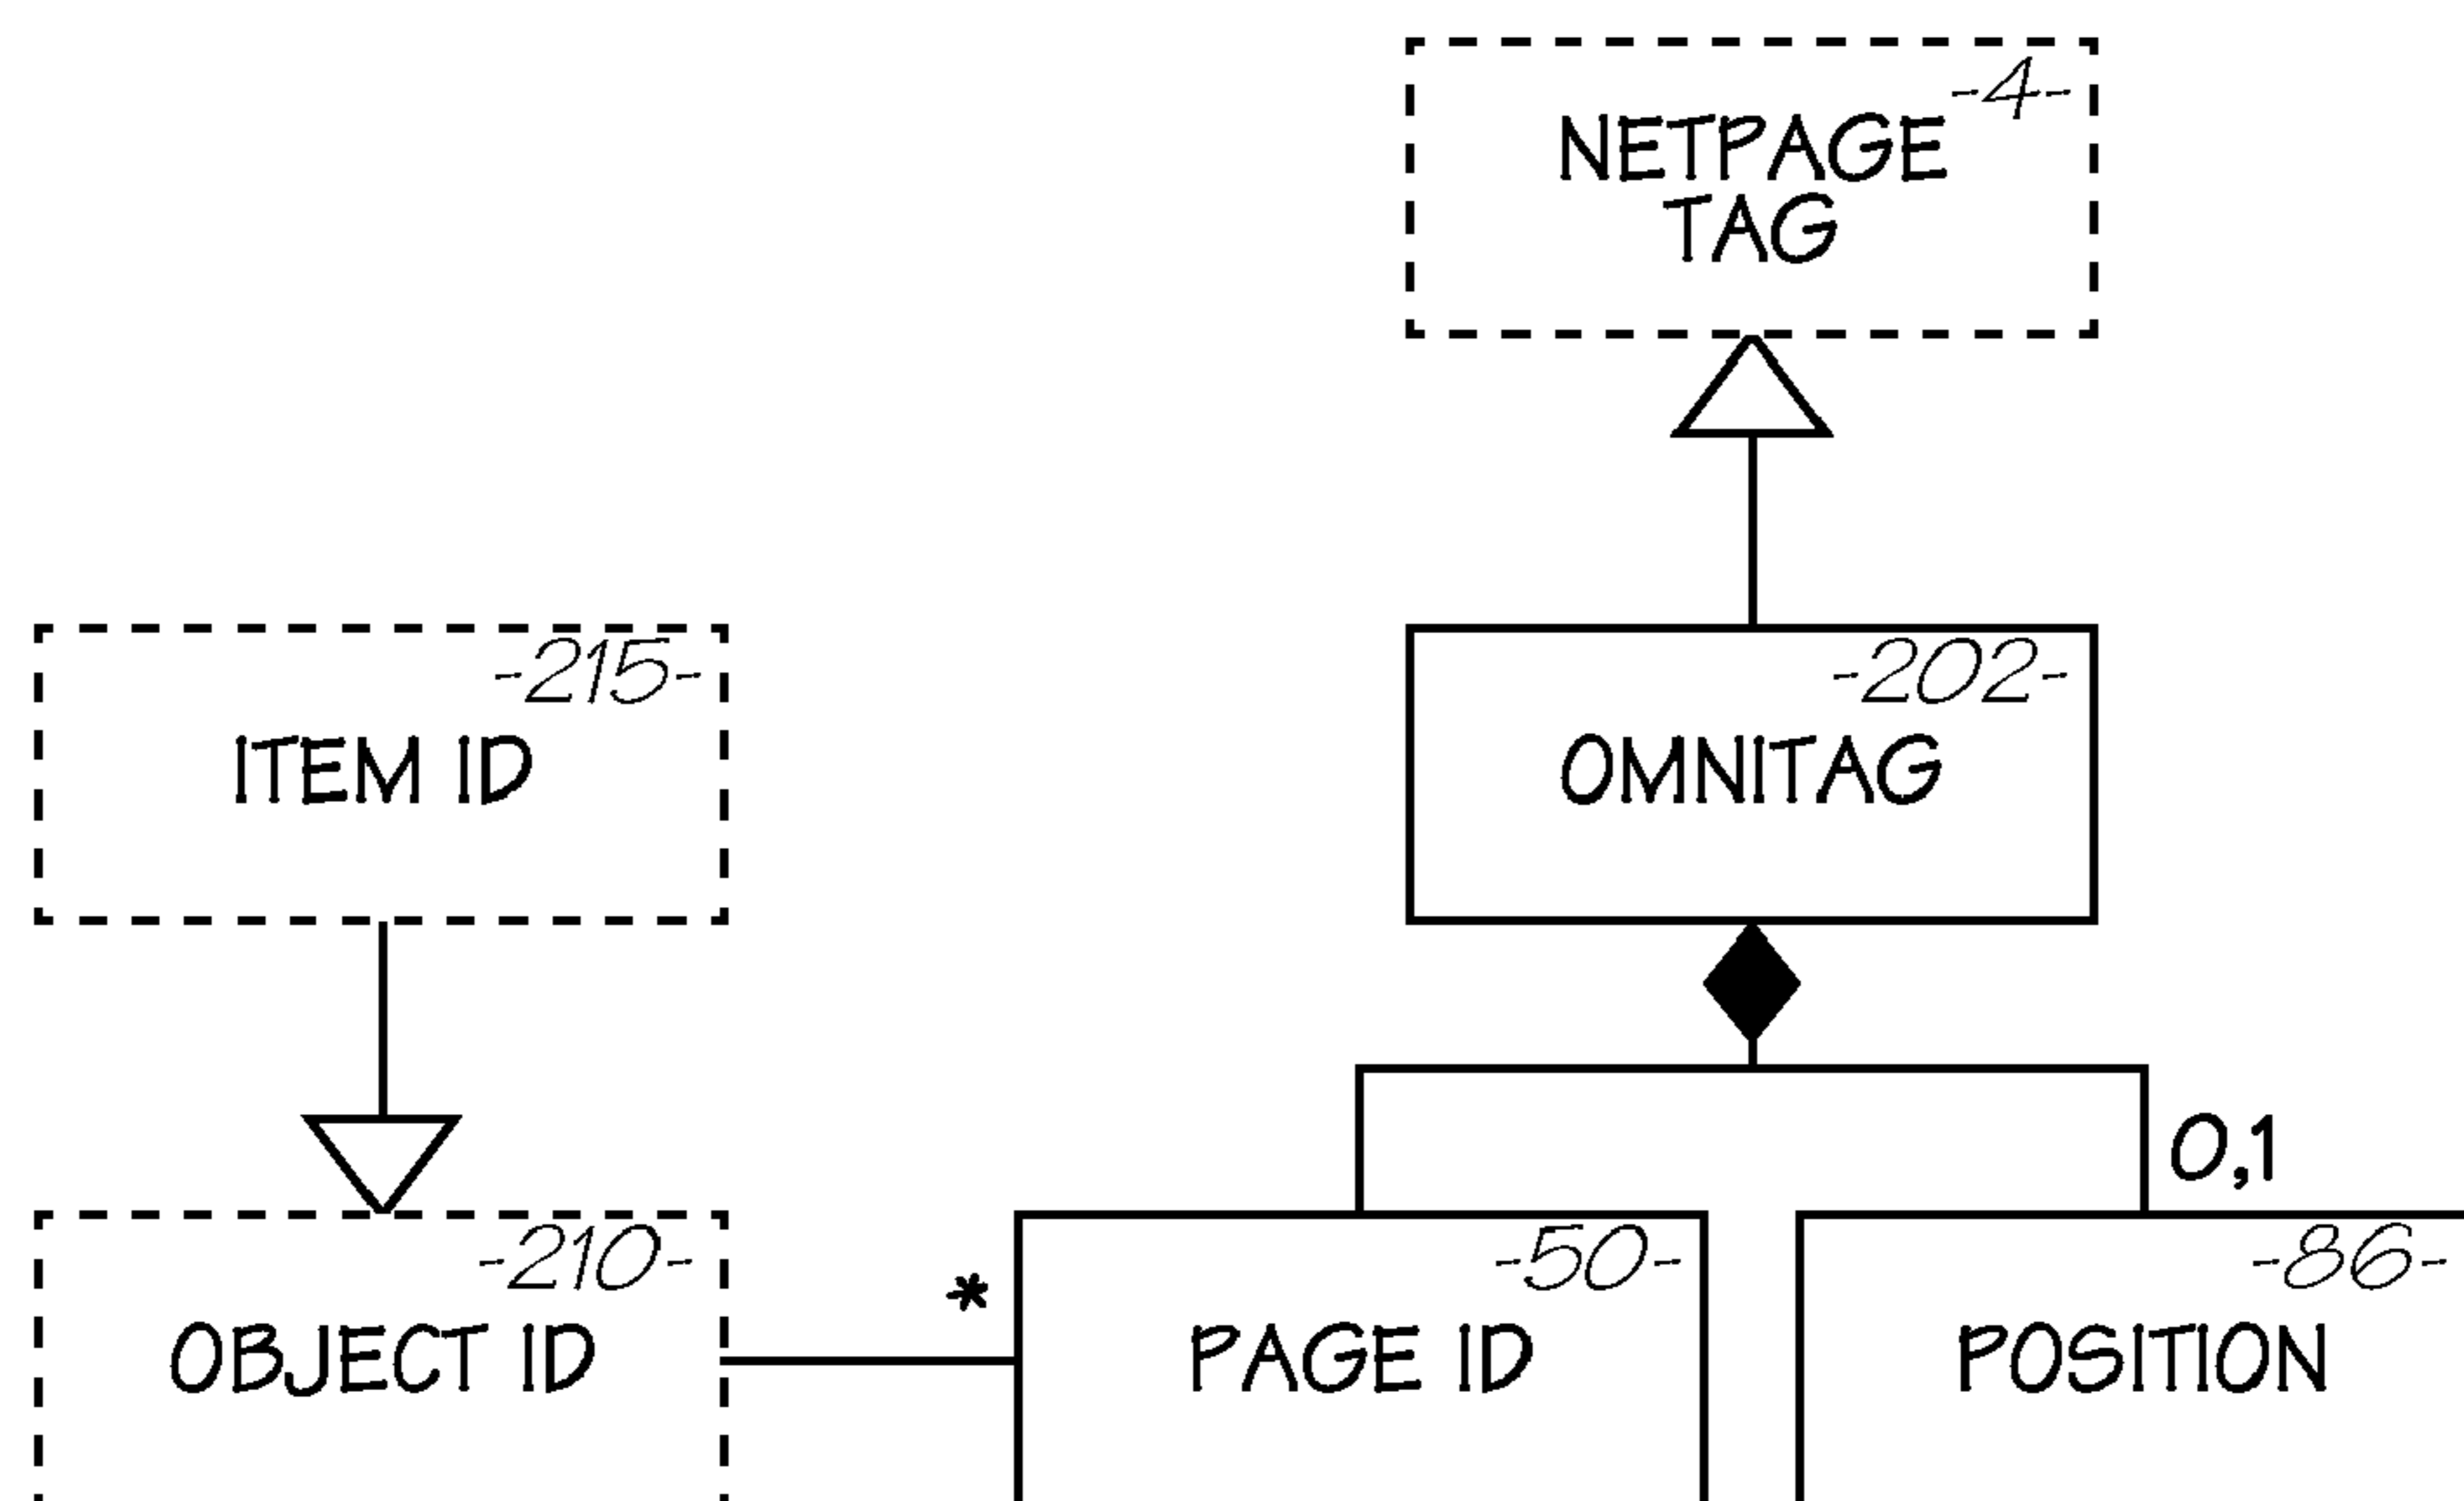 -4-
NETPAGE
TAG
-215-
ITEM ID
-202-
OMNITAG
0,1
-210-
OBJECT ID
*
-50-
PAGE ID
-86-
POSITION